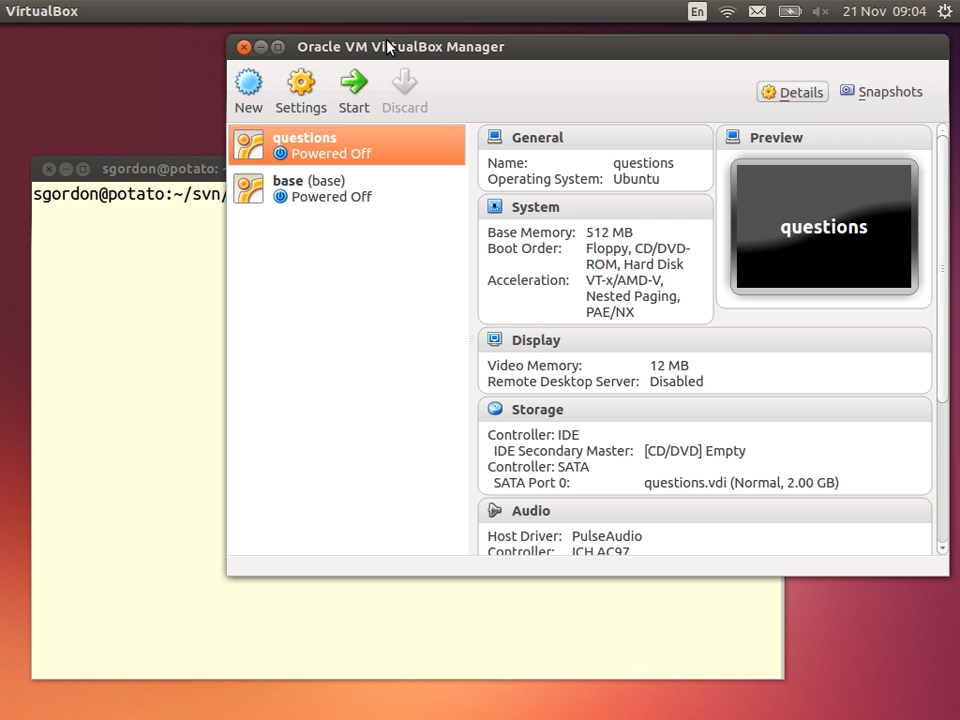 VirtualBox
En
21 Nov 09:04
Oracle VM VirtualBox Manager
New
Settings
Start
Discard
Details
Snapshots
questions
Powered Off
base (base)
Powered Off
sgordon@potato:
sgordon@potato:~/svn/
General
Name: questions
Operating System: Ubuntu
System
Base Memory: 512 MB
Boot Order: Floppy, CD/DVD-
ROM, Hard Disk
Acceleration: VT-x/AMD-V,
Nested Paging,
PAE/NX
Preview
questions
Display
Video Memory: 12 MB
Remote Desktop Server: Disabled
Storage
Controller: IDE
IDE Secondary Master: [CD/DVD] Empty
Controller: SATA
SATA Port 0: questions.vdi (Normal, 2.00 GB)
Audio
Host Driver: PulseAudio
Controller: ICH AC97